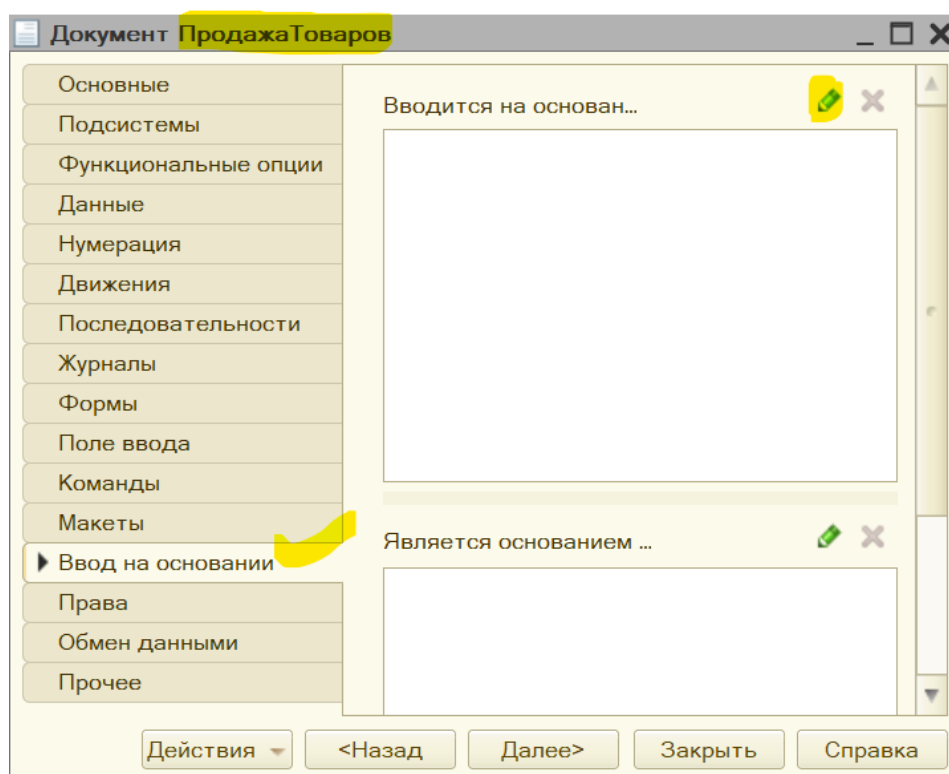 Документ ПродажаТоваров
Основные
Подсистемы
Функциональные опции
Данные
Нумерация
Движения
Последовательности
Журналы
Формы
Поле ввода
Команды
Макеты
Ввод на основании
Права
Обмен данными
Прочее
Вводится на основан...
Является основанием ...
Действия
<Назад
Далее>
Закрыть
Справка